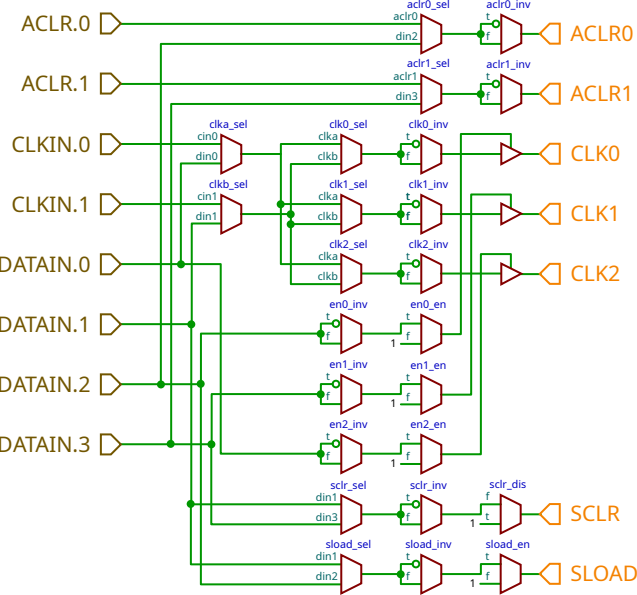 aclr0_sel aclr0_inv
ACLR.0 aclr0 t ACLR0
din2 f
aclr1_sel aclr1_inv
ACLR.1 aclr1 t ACLR1
din3 f
clka_sel clk0_sel clk0_inv
CLKIN.0 cin0 clka t CLK0
din0 clkb f
clkb_sel clk1_sel clk1_inv
CLKIN.1 cin1 clka t CLK1
din1 clkb f
clk2_sel clk2_inv
DATAIN.0 clka t CLK2
clkb f
en0_inv en0_en
DATAIN.1 t t
f f
1
en1_inv en1_en
DATAIN.2 t t
f f
1
en2_inv en2_en
DATAIN.3 t t
f f
1
sclr_sel sclr_inv sclr_dis
din1 t f SCLR
din3 f t
1
sload_sel sload_inv sload_en
din1 t t SLOAD
din2 f f
1